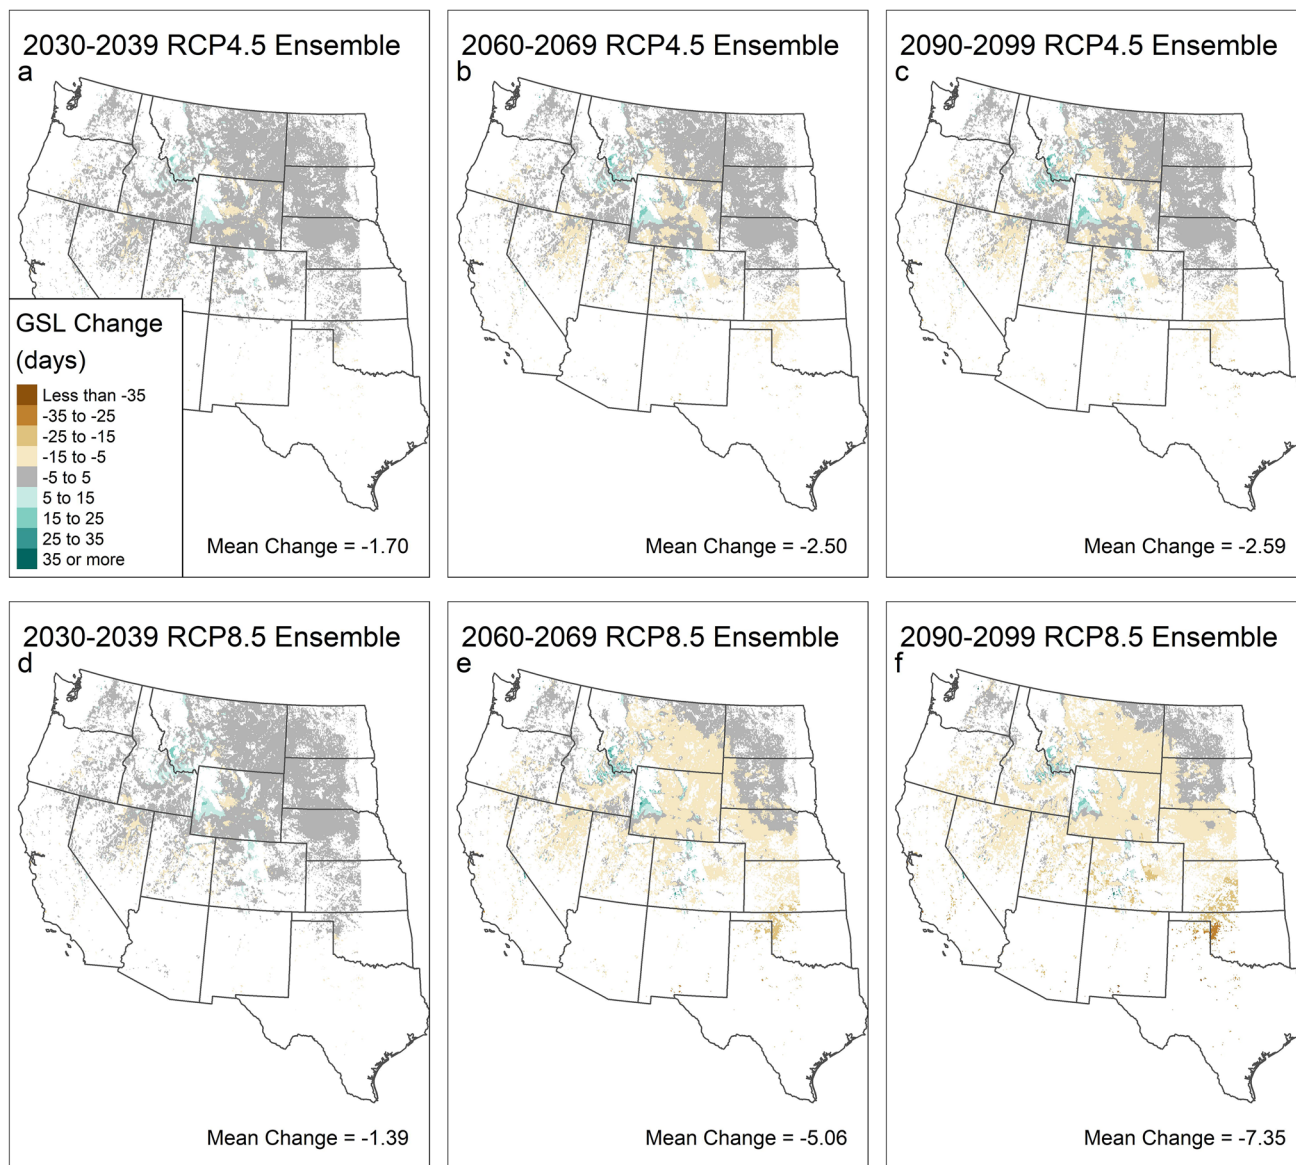 2030-2039 RCP4.5 Ensemble
a
GSL Change
(days)
Less than -35
-35 to -25
-25 to -15
-15 to -5
-5 to 5
5 to 15
15 to 25
25 to 35
35 or more
Mean Change = -1.70
2060-2069 RCP4.5 Ensemble
b
Mean Change = -2.50
2090-2099 RCP4.5 Ensemble
c
Mean Change = -2.59
2030-2039 RCP8.5 Ensemble
d
Mean Change = -1.39
2060-2069 RCP8.5 Ensemble
e
Mean Change = -5.06
2090-2099 RCP8.5 Ensemble
f
Mean Change = -7.35